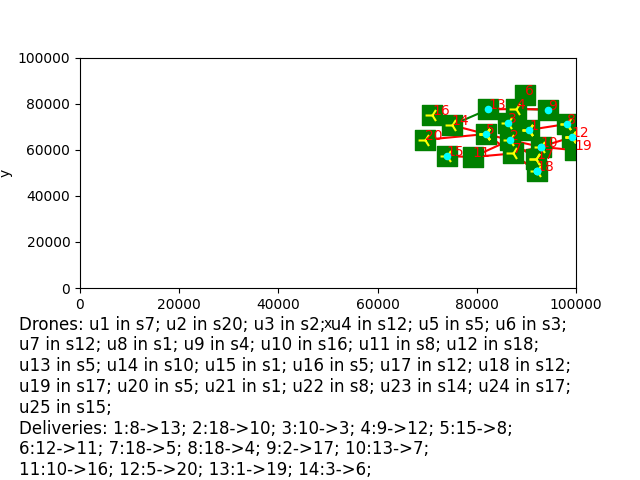 100000
80000
60000
40000
20000
0
y
0 20000 40000 60000 80000 100000
x
6
3
12
19
Drones: u1 in s7; u2 in s20; u3 in s2; u4 in s12; u5 in s5; u6 in s3;
u7 in s12; u8 in s1; u9 in s4; u10 in s16; u11 in s8; u12 in s18;
u13 in s5; u14 in s10; u15 in s1; u16 in s5; u17 in s12; u18 in s12;
u19 in s17; u20 in s5; u21 in s1; u22 in s8; u23 in s14; u24 in s17;
u25 in s15;
Deliveries: 1:8->13; 2:18->10; 3:10->3; 4:9->12; 5:15->8;
6:12->11; 7:18->5; 8:18->4; 9:2->17; 10:13->7;
11:10->16; 12:5->20; 13:1->19; 14:3->6;